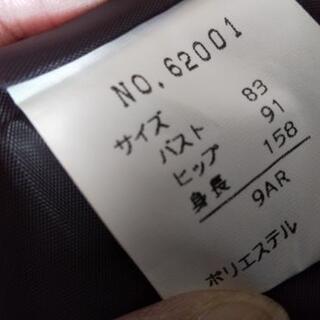 NO,62001
サイズ
バスト 83
ヒップ 91
身長 158
9AR
ポリエステル